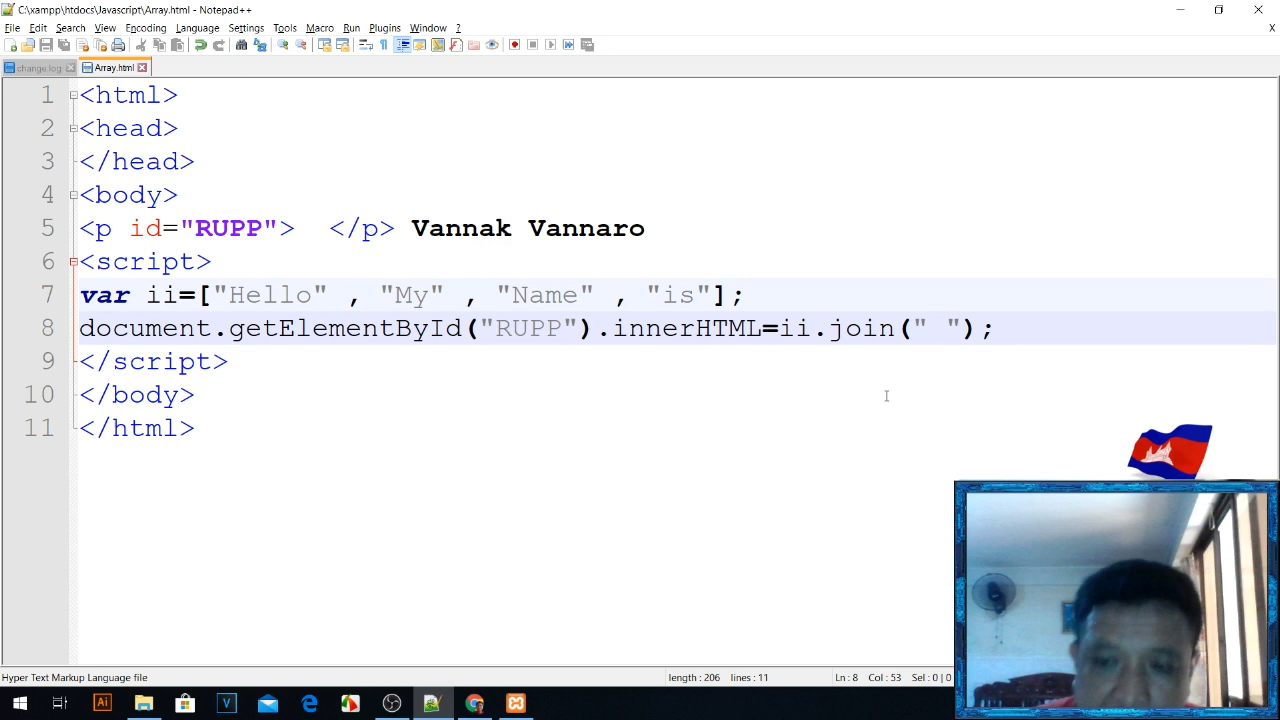 C:\xampp\htdocs\Javascript\Array.html - Notepad++
File Edit Search View Encoding Language Settings Tools Macro Run Plugins Window ?
X
change.log Array.html
1 <html>
2 <head>
3 </head>
4 <body>
5 <p id="RUPP">  </p> Vannak Vannaro
6 <script>
7 var ii=["Hello" , "My" , "Name" , "is"];
8 document.getElementById("RUPP").innerHTML=ii.join(" ");
9 </script>
10 </body>
11 </html>
Hyper Text Markup Language file length : 206 lines : 11 Ln : 8 Col : 53 Sel : 0 | 0
Ai V